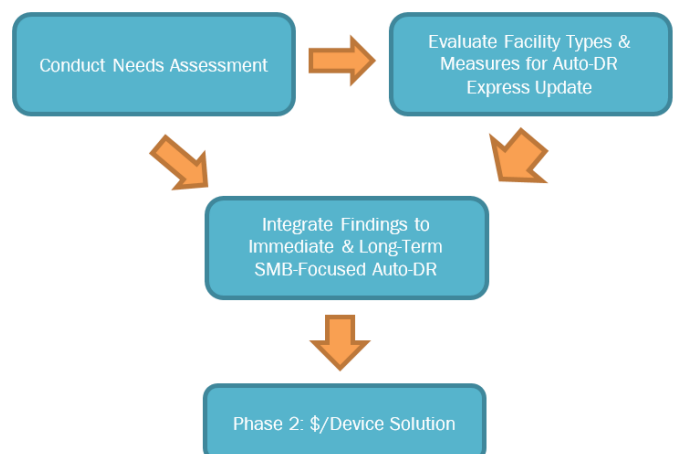 Conduct Needs Assessment
Evaluate Facility Types &
Measures for Auto-DR
Express Update
Integrate Findings to
Immediate & Long-Term
SMB-Focused Auto-DR
Phase 2: $/Device Solution